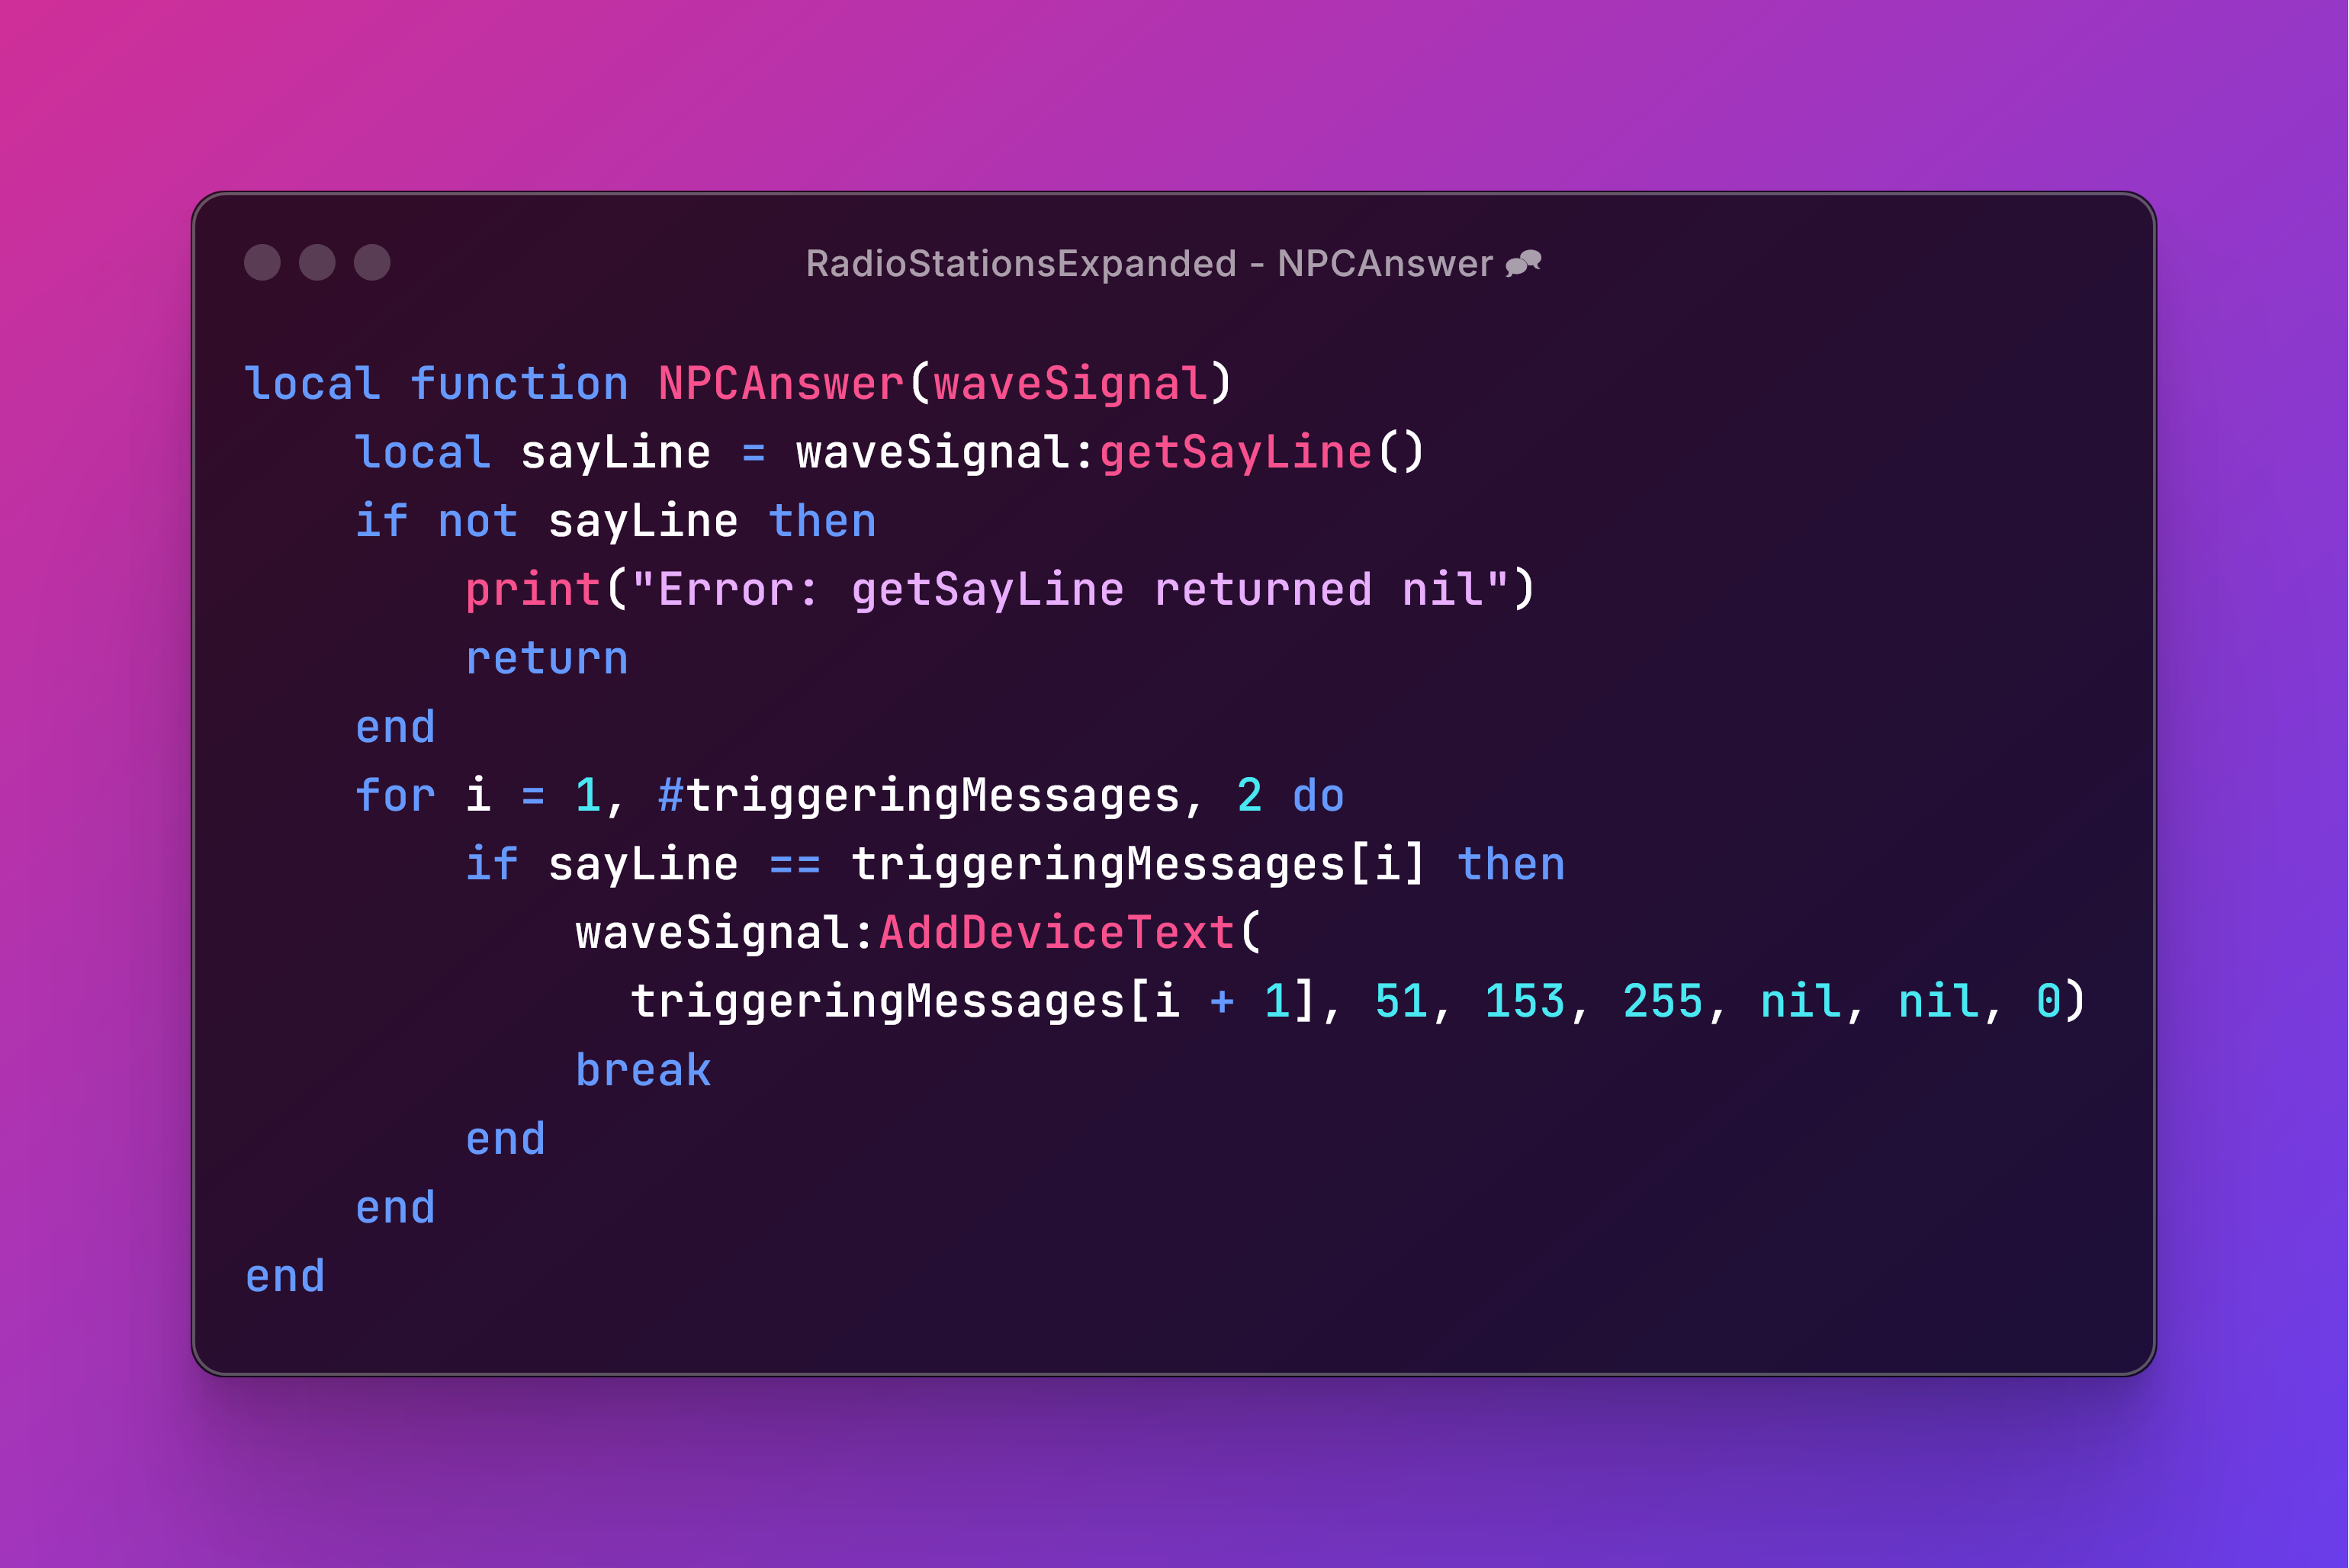 RadioStationsExpanded - NPCAnswer
local function NPCAnswer(waveSignal)
    local sayLine = waveSignal:getSayLine()
    if not sayLine then
        print("Error: getSayLine returned nil")
        return
    end
    for i = 1, #triggeringMessages, 2 do
        if sayLine == triggeringMessages[i] then
            waveSignal:AddDeviceText(
              triggeringMessages[i + 1], 51, 153, 255, nil, nil, 0)
            break
        end
    end
end